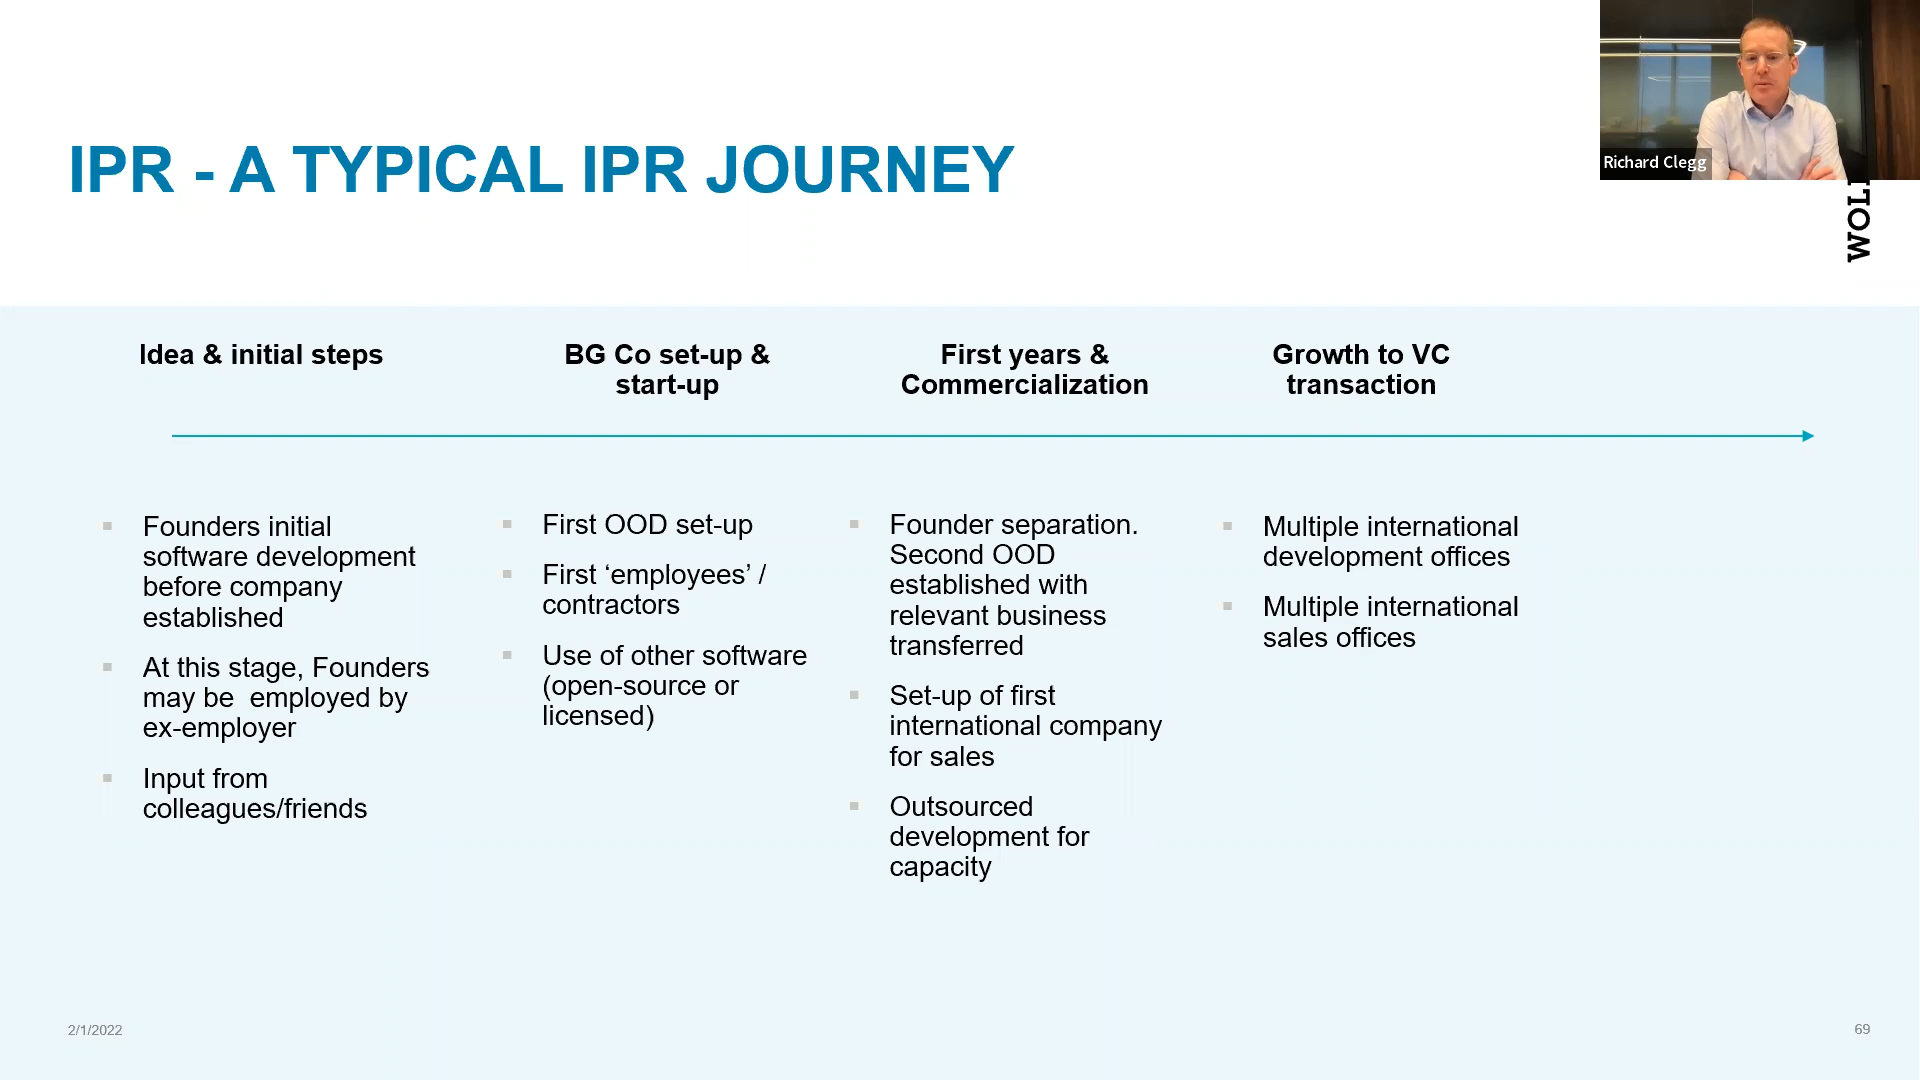 IPR - A TYPICAL IPR JOURNEY
Richard Clegg
WOLF
Idea & initial steps
BG Co set-up &
start-up
First years &
Commercialization
Growth to VC
transaction
Founders initial
software development
before company
established
At this stage, Founders
may be  employed by
ex-employer
Input from
colleagues/friends
First OOD set-up
First ‘employees’ /
contractors
Use of other software
(open-source or
licensed)
Founder separation.
Second OOD
established with
relevant business
transferred
Set-up of first
international company
for sales
Outsourced
development for
capacity
Multiple international
development offices
Multiple international
sales offices
2/1/2022
69